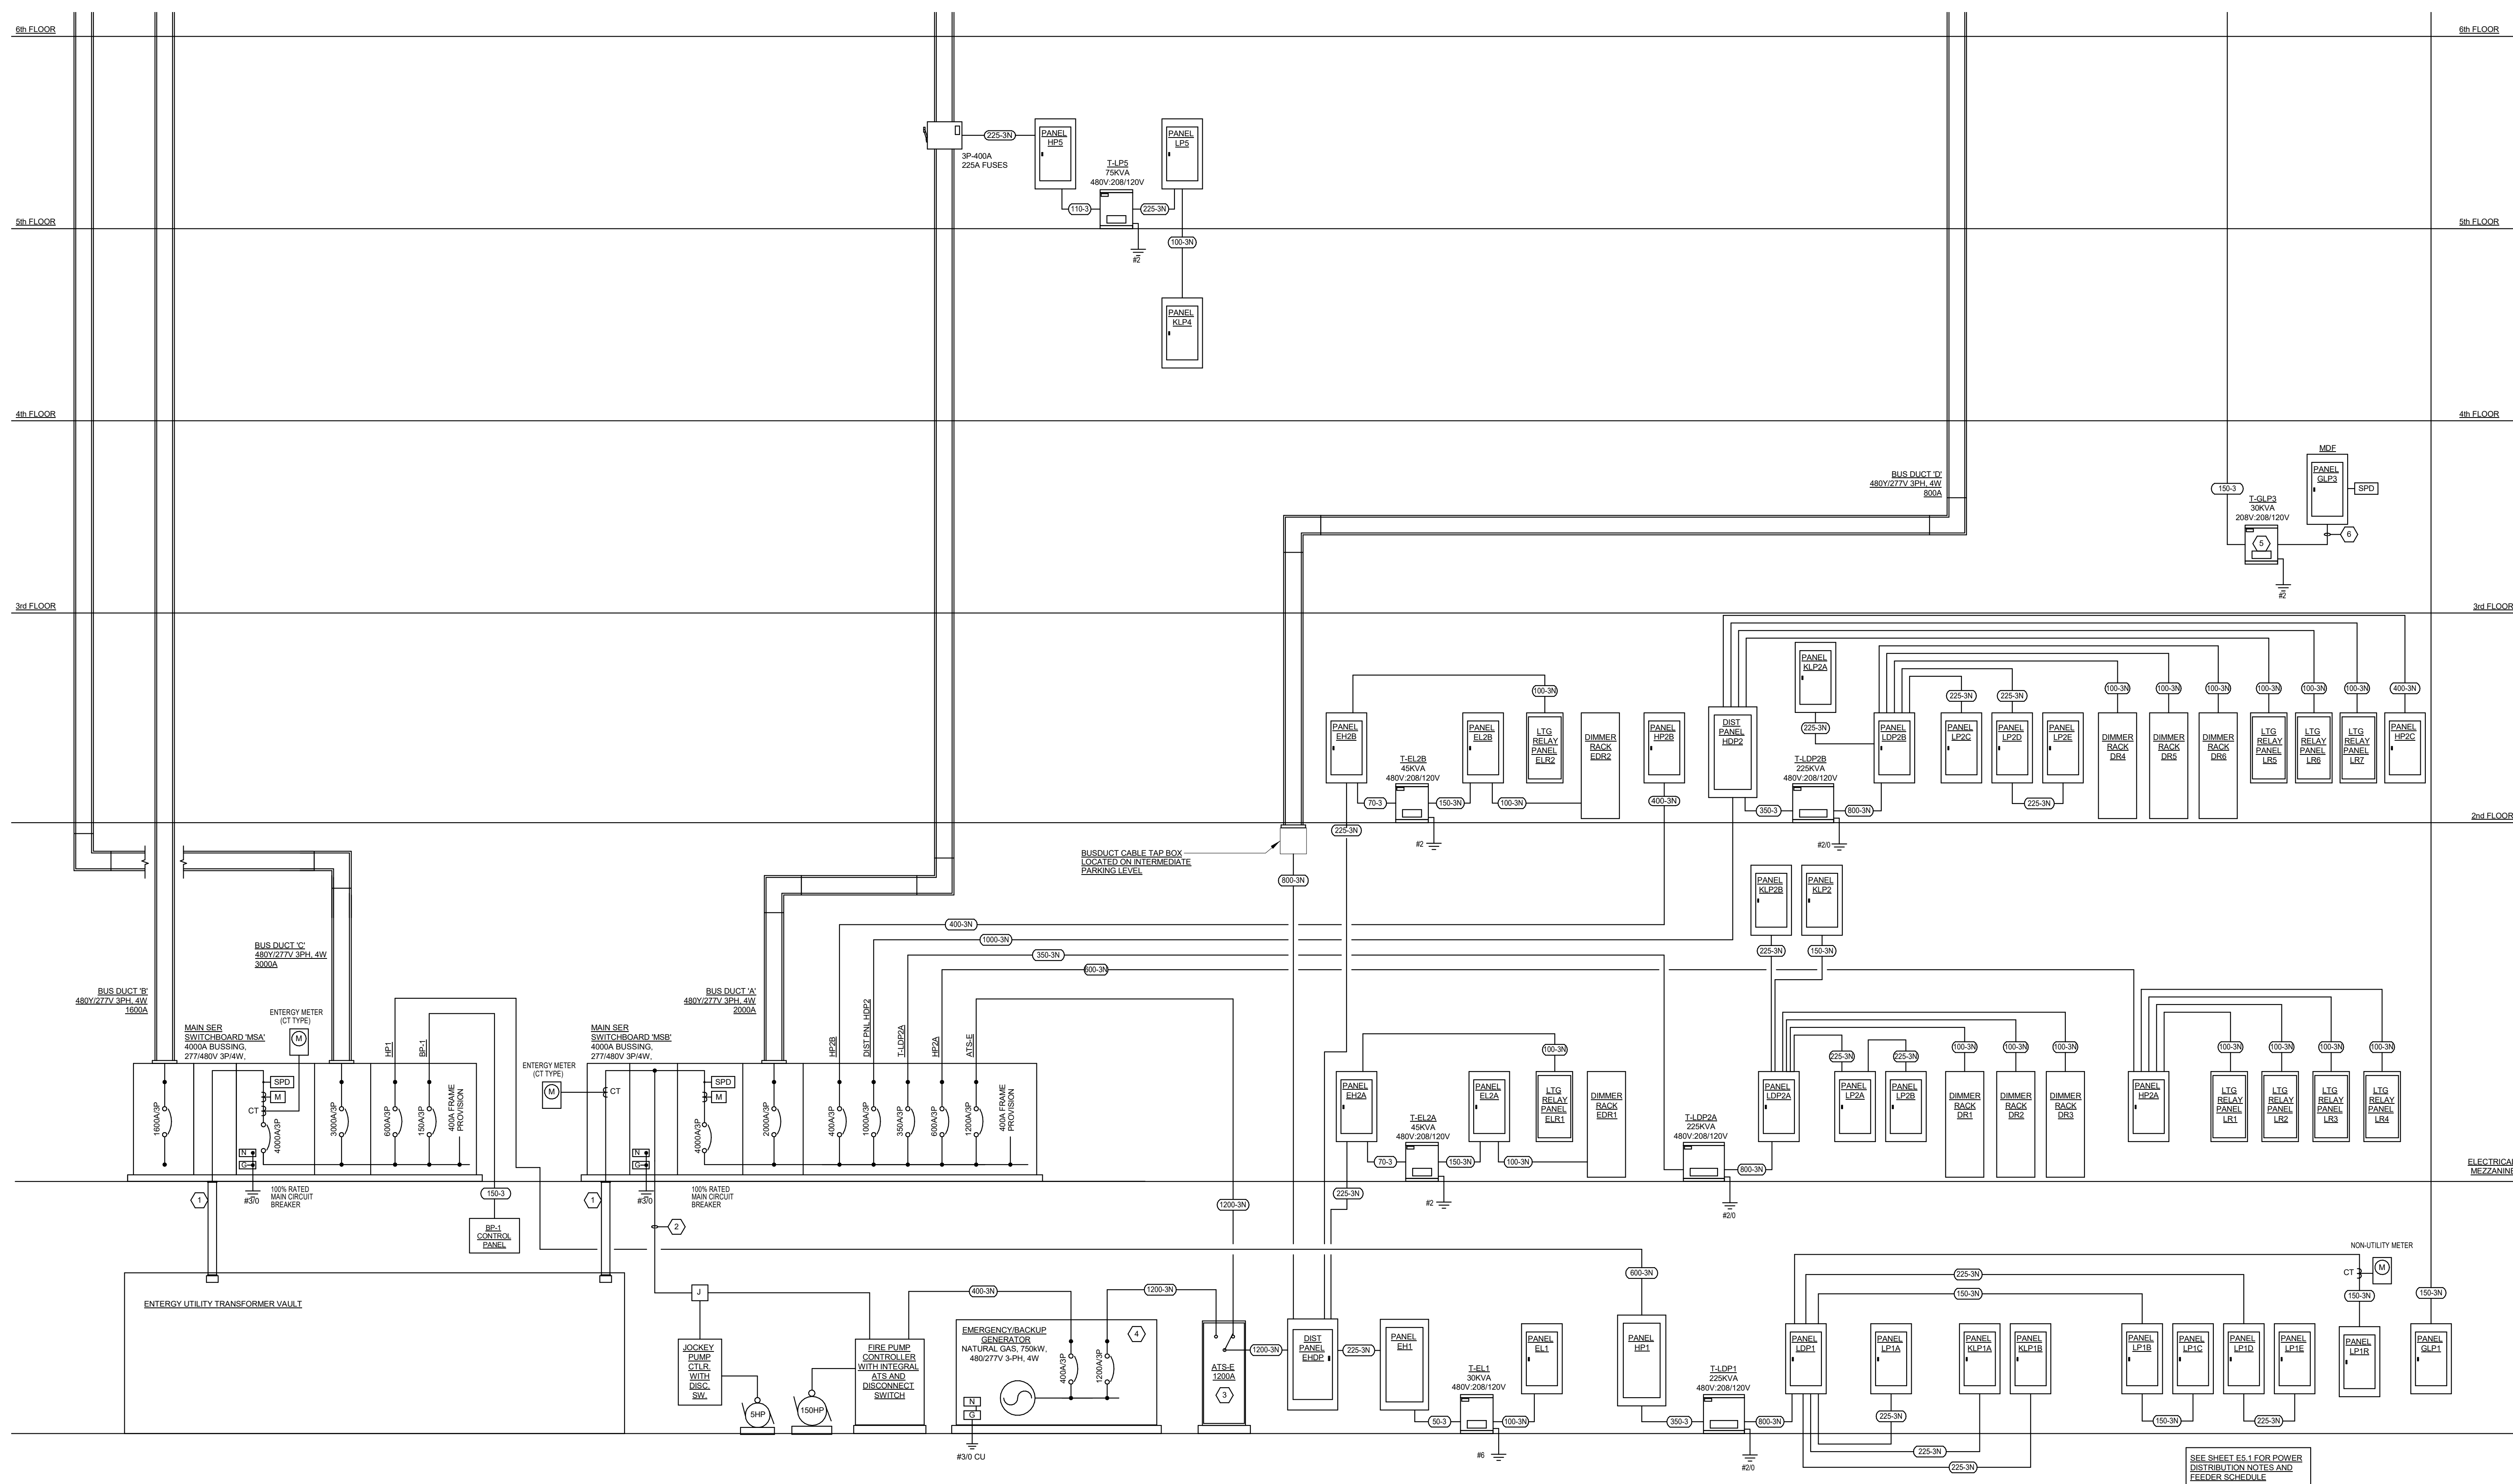 6th FLOOR
6th FLOOR
225-3N
PANEL
HP5
PANEL
LP5
3P-400A
225A FUSES
T-LP5
75KVA
480V:208/120V
110-3
225-3N
5th FLOOR
5th FLOOR
100-3N
#2
PANEL
KLP4
4th FLOOR
4th FLOOR
BUS DUCT 'D'
480Y/277V 3PH, 4W
800A
150-3
T-GLP3
30KVA
208V:208/120V
5
MDF
PANEL
GLP3
SPD
6
#2
3rd FLOOR
3rd FLOOR
PANEL
EH2B
70-3
T-EL2B
45KVA
480V:208/120V
150-3N
PANEL
EL2B
100-3N
100-3N
LTG
RELAY
PANEL
ELR2
DIMMER
RACK
EDR2
PANEL
HP2B
400-3N
DIST
PANEL
HDP2
350-3
PANEL
KLP2A
225-3N
T-LDP2B
225KVA
480V:208/120V
800-3N
PANEL
LDP2B
225-3N
PANEL
LP2C
225-3N
PANEL
LP2D
PANEL
LP2E
225-3N
100-3N
DIMMER
RACK
DR4
100-3N
DIMMER
RACK
DR5
100-3N
DIMMER
RACK
DR6
100-3N
LTG
RELAY
PANEL
LR5
100-3N
LTG
RELAY
PANEL
LR6
100-3N
LTG
RELAY
PANEL
LR7
400-3N
PANEL
HP2C
2nd FLOOR
225-3N
#2
#2/0
BUSDUCT CABLE TAP BOX
LOCATED ON INTERMEDIATE
PARKING LEVEL
800-3N
PANEL
KLP2B
PANEL
KLP2
225-3N
150-3N
400-3N
1000-3N
350-3N
600-3N
BUS DUCT 'C'
480Y/277V 3PH, 4W
3000A
BUS DUCT 'B'
480Y/277V 3PH, 4W
1600A
MAIN SER
SWITCHBOARD 'MSA'
4000A BUSSING,
277/480V 3P/4W,
ENTERGY METER
(CT TYPE)
M
HP1
BP-1
1600A/3P
SPD
M
CT
4000A/3P
N
G
3000A/3P
600A/3P
150A/3P
400A FRAME
PROVISION
1
#3/0
100% RATED
MAIN CIRCUIT
BREAKER
150-3
BP-1
CONTROL
PANEL
BUS DUCT 'A'
480Y/277V 3PH, 4W
2000A
MAIN SER
SWITCHBOARD 'MSB'
4000A BUSSING,
277/480V 3P/4W,
ENTERGY METER
(CT TYPE)
M
CT
SPD
M
4000A/3P
N
G
2000A/3P
HP2B
DIST PNL HDP2
T-LDP2A
HP2A
ATS-E
400A/3P
1000A/3P
350A/3P
600A/3P
1200A/3P
400A FRAME
PROVISION
1
#3/0
100% RATED
MAIN CIRCUIT
BREAKER
2
1200-3N
PANEL
EH2A
70-3
T-EL2A
45KVA
480V:208/120V
150-3N
PANEL
EL2A
100-3N
100-3N
LTG
RELAY
PANEL
ELR1
DIMMER
RACK
EDR1
225-3N
#2
T-LDP2A
225KVA
480V:208/120V
800-3N
#2/0
PANEL
LDP2A
225-3N
PANEL
LP2A
225-3N
PANEL
LP2B
100-3N
DIMMER
RACK
DR1
100-3N
DIMMER
RACK
DR2
100-3N
DIMMER
RACK
DR3
PANEL
HP2A
100-3N
LTG
RELAY
PANEL
LR1
100-3N
LTG
RELAY
PANEL
LR2
100-3N
LTG
RELAY
PANEL
LR3
100-3N
LTG
RELAY
PANEL
LR4
ELECTRICAL
MEZZANINE
ENTERGY UTILITY TRANSFORMER VAULT
J
JOCKEY
PUMP
CTLR.
WITH
DISC.
SW.
5HP
150HP
FIRE PUMP
CONTROLLER
WITH INTEGRAL
ATS AND
DISCONNECT
SWITCH
400-3N
EMERGENCY/BACKUP
GENERATOR
NATURAL GAS, 750kW,
480/277V 3-PH, 4W
4
400A/3P
1200A/3P
N
G
#3/0 CU
1200-3N
ATS-E
1200A
3
1200-3N
DIST
PANEL
EHDP
225-3N
PANEL
EH1
50-3
T-EL1
30KVA
480V:208/120V
100-3N
PANEL
EL1
#6
600-3N
PANEL
HP1
350-3
T-LDP1
225KVA
480V:208/120V
800-3N
#2/0
PANEL
LDP1
225-3N
150-3N
PANEL
LP1A
225-3N
PANEL
KLP1A
PANEL
KLP1B
225-3N
225-3N
PANEL
LP1B
PANEL
LP1C
150-3N
PANEL
LP1D
PANEL
LP1E
225-3N
NON-UTILITY METER
CT
M
150-3N
PANEL
LP1R
150-3N
PANEL
GLP1
SEE SHEET E5.1 FOR POWER
DISTRIBUTION NOTES AND
FEEDER SCHEDULE